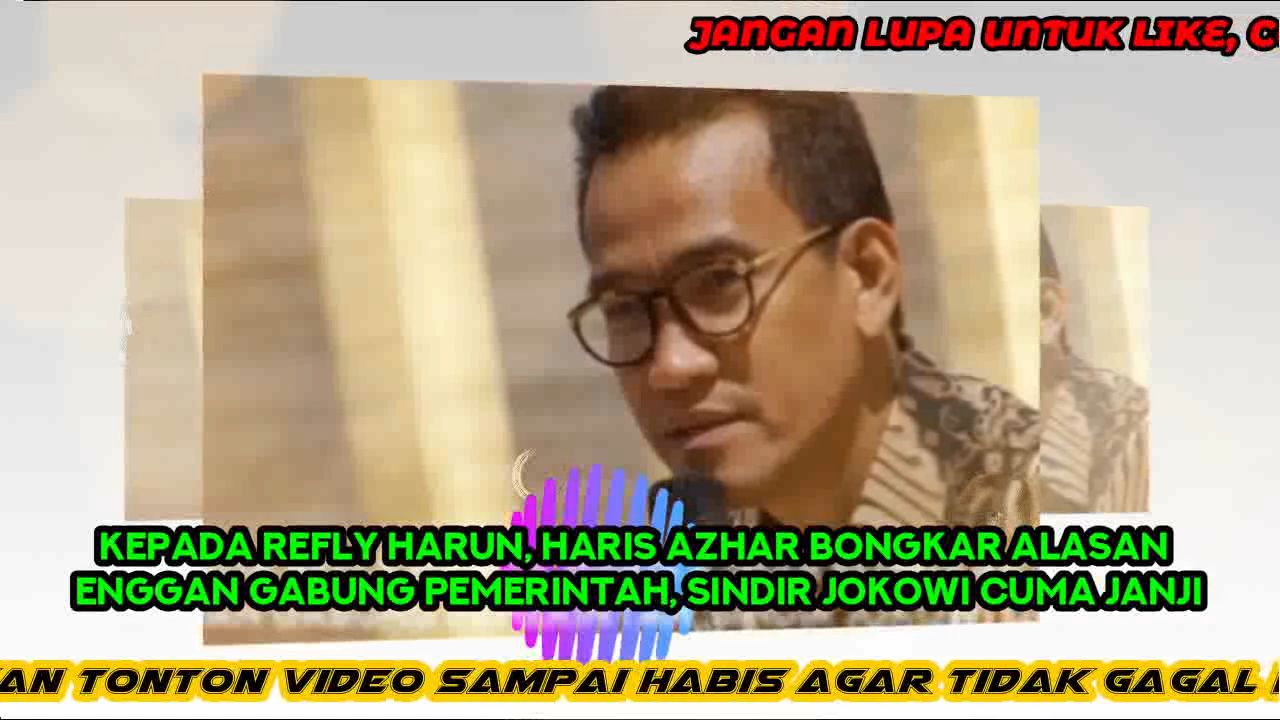 JANGAN LUPA UNTUK LIKE,
KEPADA REFLY HARUN, HARIS AZHAR BONGKAR ALASAN
ENGGAN GABUNG PEMERINTAH, SINDIR JOKOWI CUMA JANJI
TONTON VIDEO SAMPAI HABIS AGAR TIDAK GAGAL